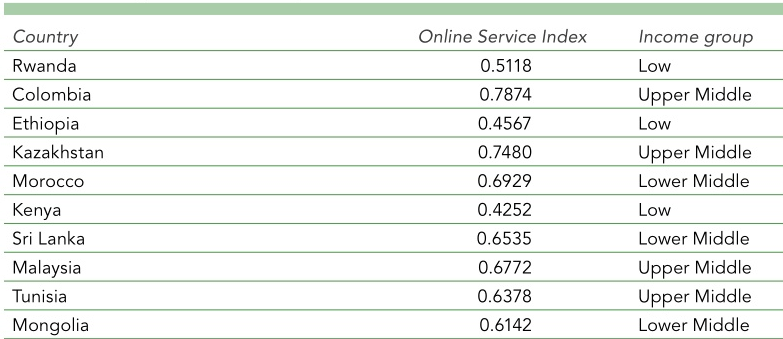 Country Online Service Index Income group
Rwanda 0.5118 Low
Colombia 0.7874 Upper Middle
Ethiopia 0.4567 Low
Kazakhstan 0.7480 Upper Middle
Morocco 0.6929 Lower Middle
Kenya 0.4252 Low
Sri Lanka 0.6535 Lower Middle
Malaysia 0.6772 Upper Middle
Tunisia 0.6378 Upper Middle
Mongolia 0.6142 Lower Middle